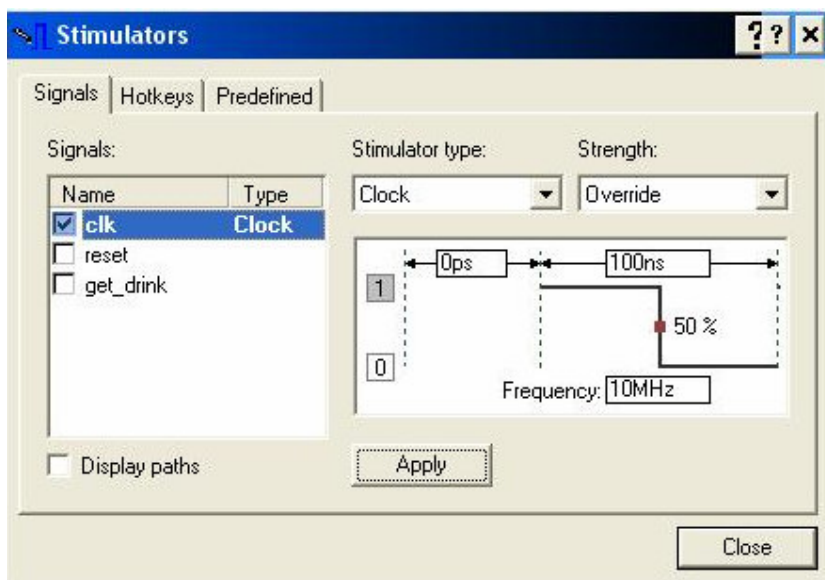 Stimulators
? ? ×
Signals Hotkeys Predefined
Signals:
Stimulator type:
Strength:
Name Type
clk Clock
reset
get_drink
Clock
Override
0ps
100ns
1
50 %
0
Frequency: 10MHz
Display paths
Apply
Close